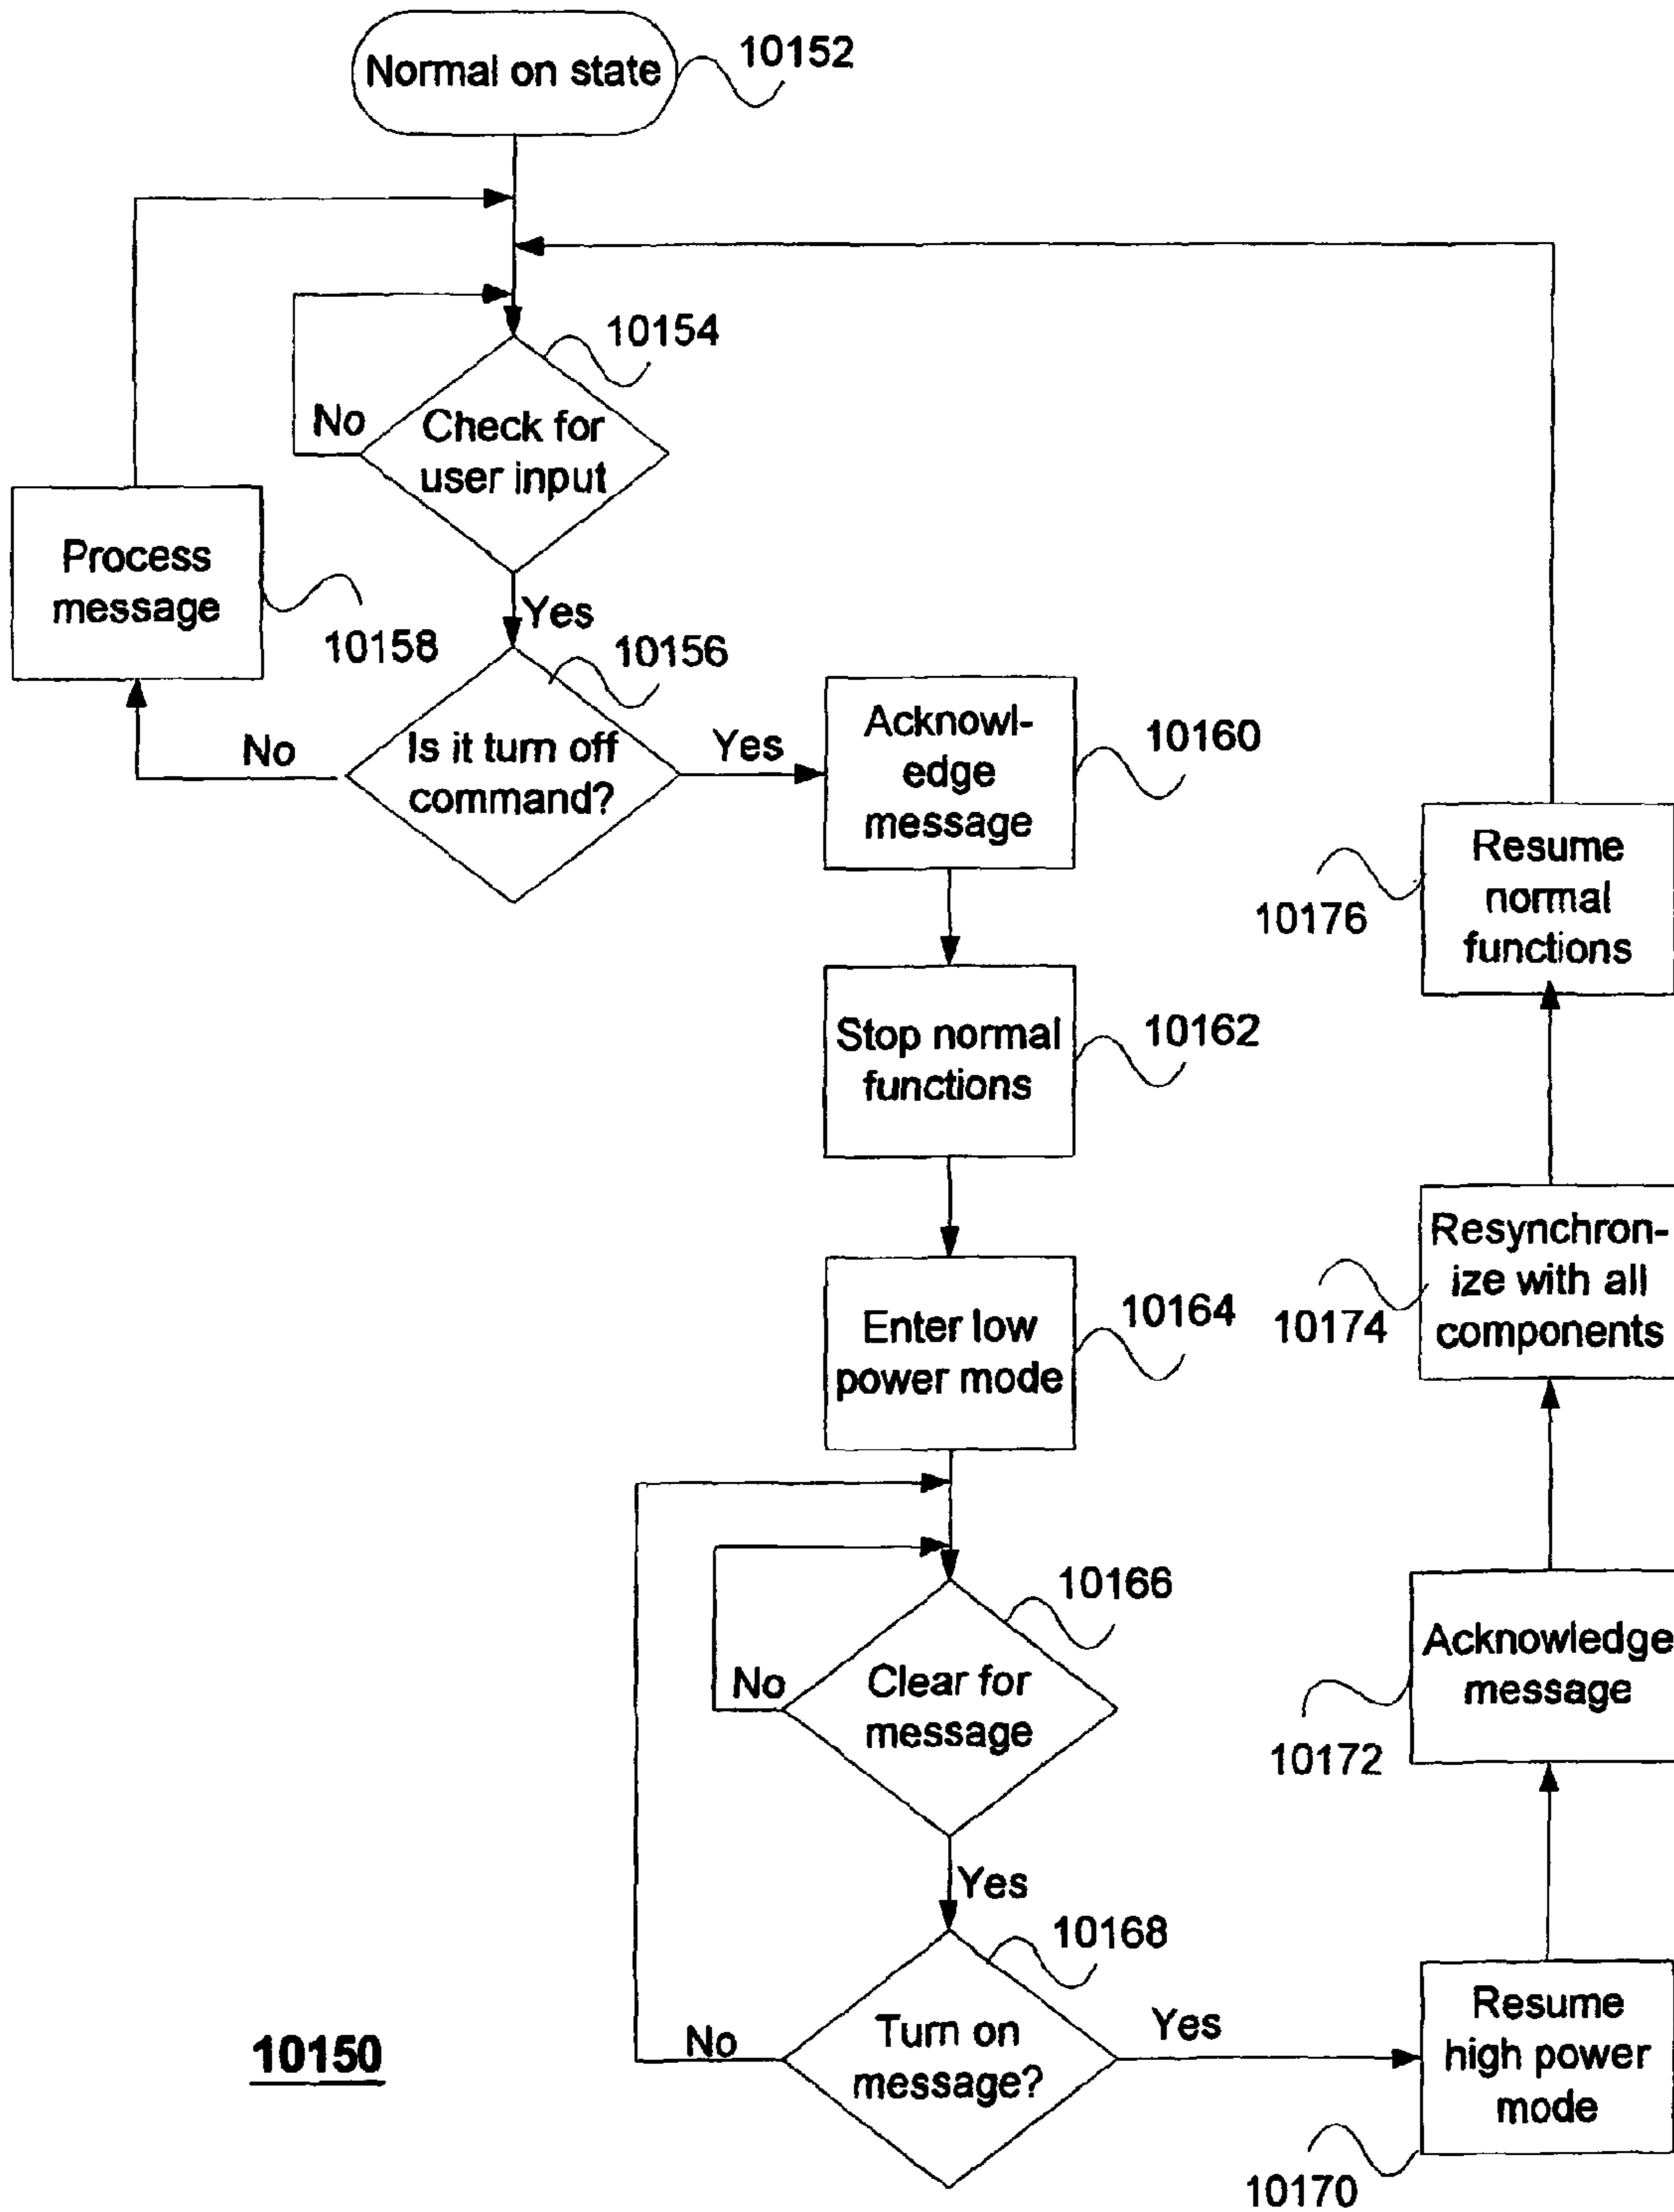 Normal on state
10152
10154
No
Check for
user input
Process
message
10158
Yes
10156
Is it turn off
command?
No
Yes
Acknowl-
edge
message
10160
Resume
normal
functions
10176
Stop normal
functions
10162
Resynchron-
ize with all
components
10174
Enter low
power mode
10164
10166
No
Clear for
message
Acknowledge
message
10172
Yes
10168
No
Turn on
message?
Yes
Resume
high power
mode
10170
10150